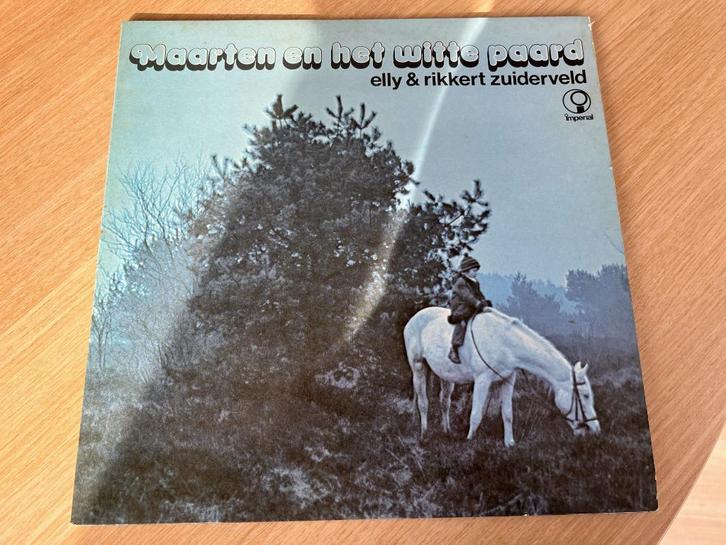 Maarten en het witte paard
elly & rikkert zuiderveld
imperial